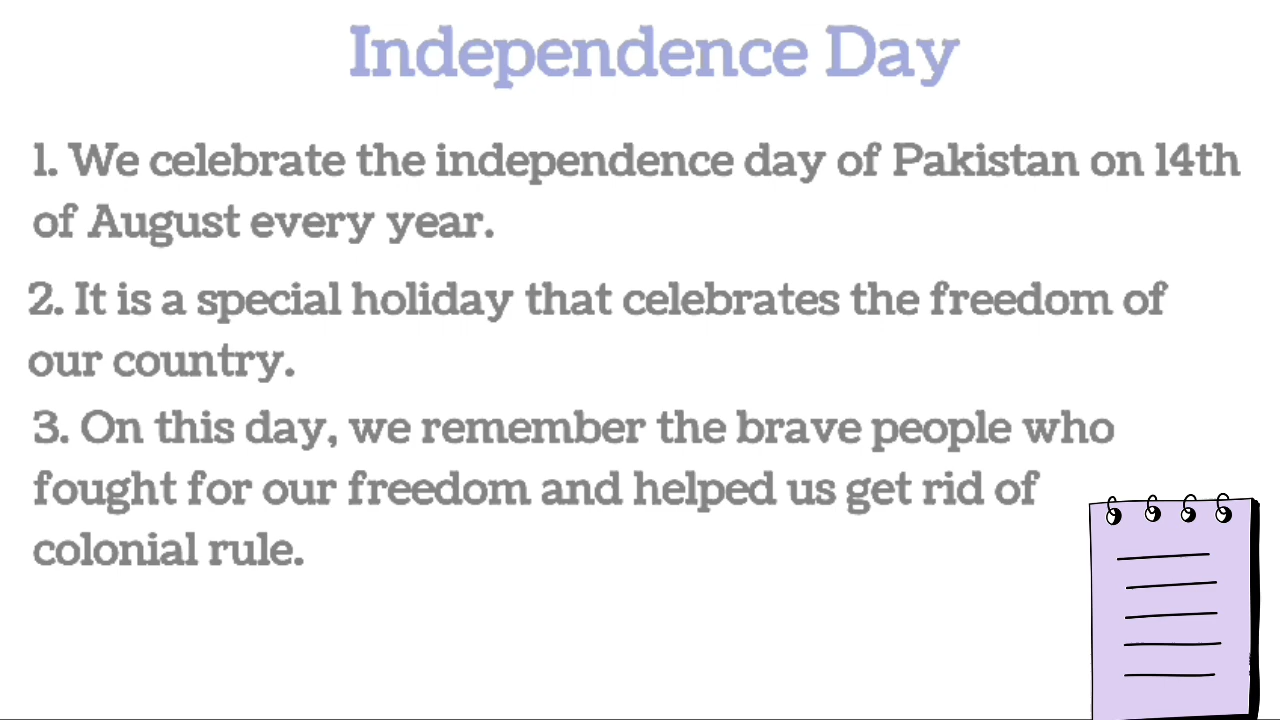 Independence Day
1. We celebrate the independence day of Pakistan on 14th
of August every year.
2. It is a special holiday that celebrates the freedom of
our country.
3. On this day, we remember the brave people who
fought for our freedom and helped us get rid of
colonial rule.